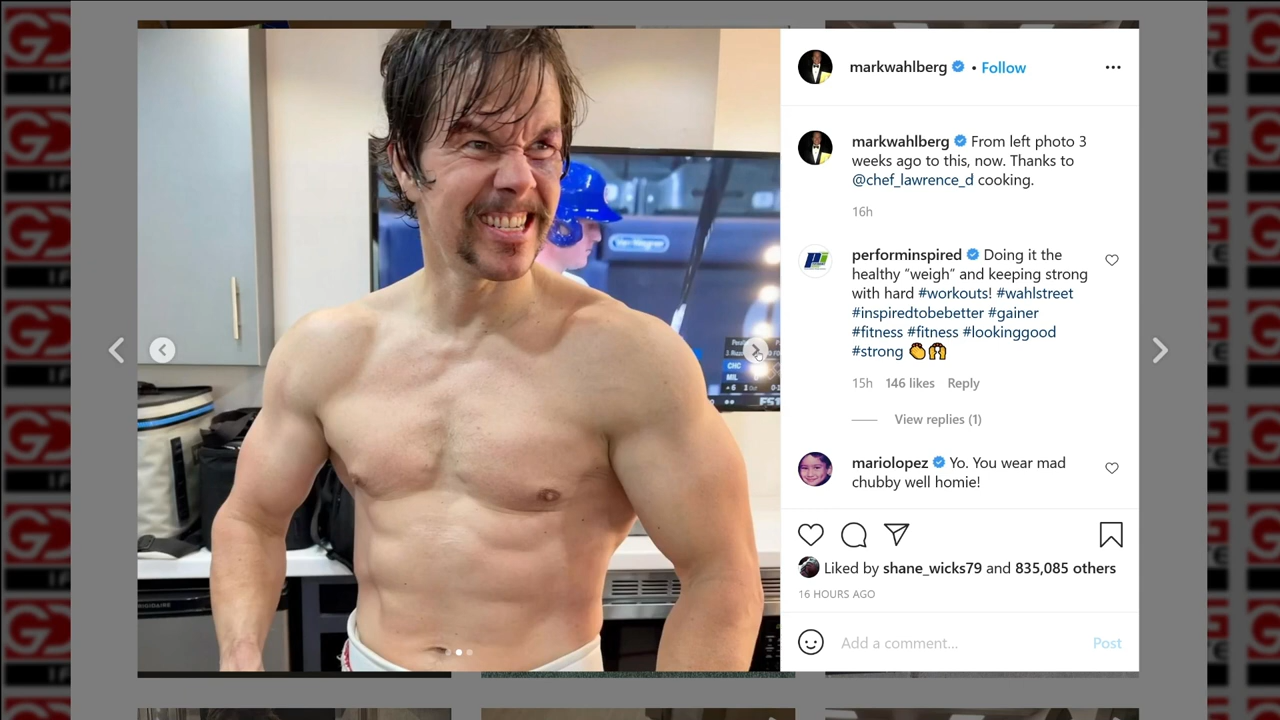 markwahlberg • Follow
markwahlberg From left photo 3
weeks ago to this, now. Thanks to
@chef_lawrence_d cooking.
16h
performinspired Doing it the
healthy “weigh” and keeping strong
with hard #workouts! #wahlstreet
#inspiredtobebetter #gainer
#fitness #fitness #lookinggood
#strong 👏🙌
15h 146 likes Reply
View replies (1)
mariolopez Yo. You wear mad
chubby well homie!
Liked by shane_wicks79 and 835,085 others
16 HOURS AGO
Add a comment... Post
CHC
MIL
FS1